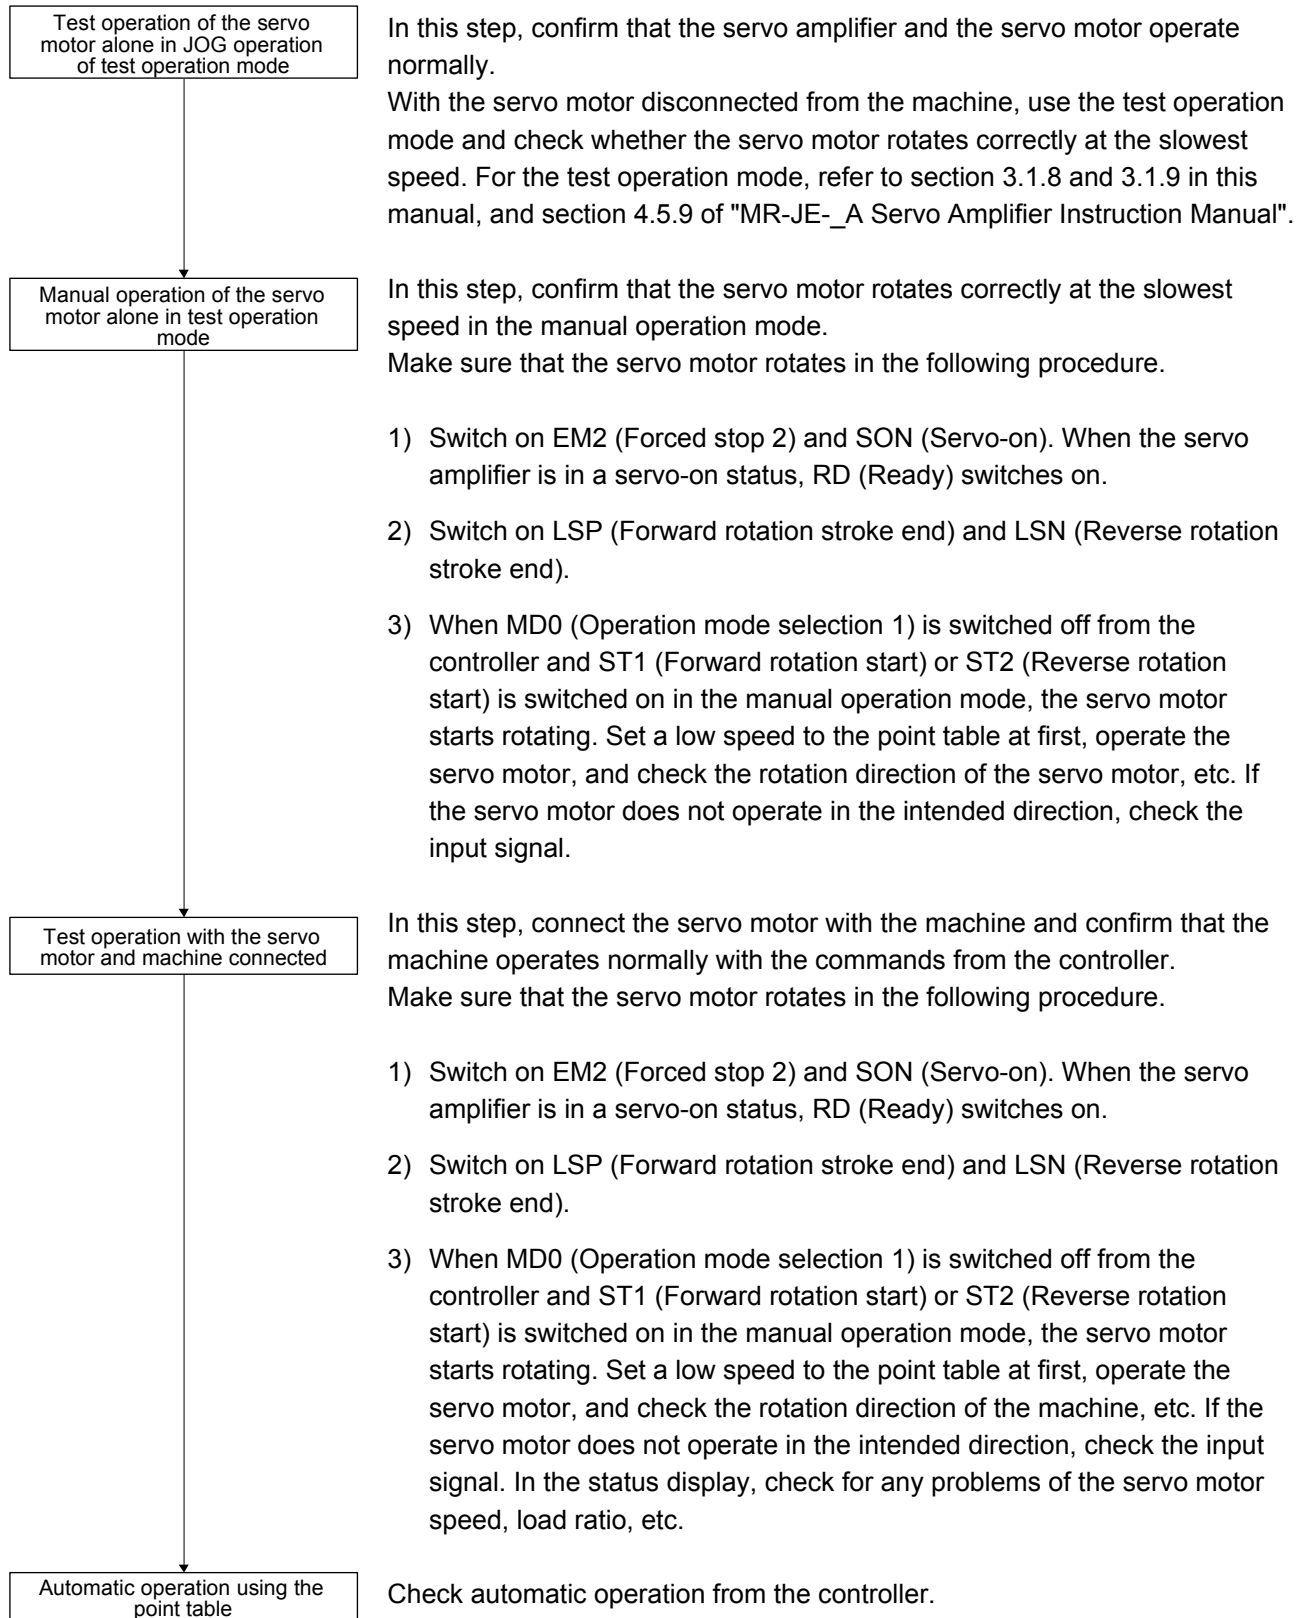 Test operation of the servo
motor alone in JOG operation
of test operation mode
In this step, confirm that the servo amplifier and the servo motor operate
normally.
With the servo motor disconnected from the machine, use the test operation
mode and check whether the servo motor rotates correctly at the slowest
speed. For the test operation mode, refer to section 3.1.8 and 3.1.9 in this
manual, and section 4.5.9 of "MR-JE-_A Servo Amplifier Instruction Manual".
Manual operation of the servo
motor alone in test operation
mode
In this step, confirm that the servo motor rotates correctly at the slowest
speed in the manual operation mode.
Make sure that the servo motor rotates in the following procedure.
1) Switch on EM2 (Forced stop 2) and SON (Servo-on). When the servo
amplifier is in a servo-on status, RD (Ready) switches on.
2) Switch on LSP (Forward rotation stroke end) and LSN (Reverse rotation
stroke end).
3) When MD0 (Operation mode selection 1) is switched off from the
controller and ST1 (Forward rotation start) or ST2 (Reverse rotation
start) is switched on in the manual operation mode, the servo motor
starts rotating. Set a low speed to the point table at first, operate the
servo motor, and check the rotation direction of the servo motor, etc. If
the servo motor does not operate in the intended direction, check the
input signal.
Test operation with the servo
motor and machine connected
In this step, connect the servo motor with the machine and confirm that the
machine operates normally with the commands from the controller.
Make sure that the servo motor rotates in the following procedure.
1) Switch on EM2 (Forced stop 2) and SON (Servo-on). When the servo
amplifier is in a servo-on status, RD (Ready) switches on.
2) Switch on LSP (Forward rotation stroke end) and LSN (Reverse rotation
stroke end).
3) When MD0 (Operation mode selection 1) is switched off from the
controller and ST1 (Forward rotation start) or ST2 (Reverse rotation
start) is switched on in the manual operation mode, the servo motor
starts rotating. Set a low speed to the point table at first, operate the
servo motor, and check the rotation direction of the machine, etc. If the
servo motor does not operate in the intended direction, check the input
signal. In the status display, check for any problems of the servo motor
speed, load ratio, etc.
Automatic operation using the
point table
Check automatic operation from the controller.